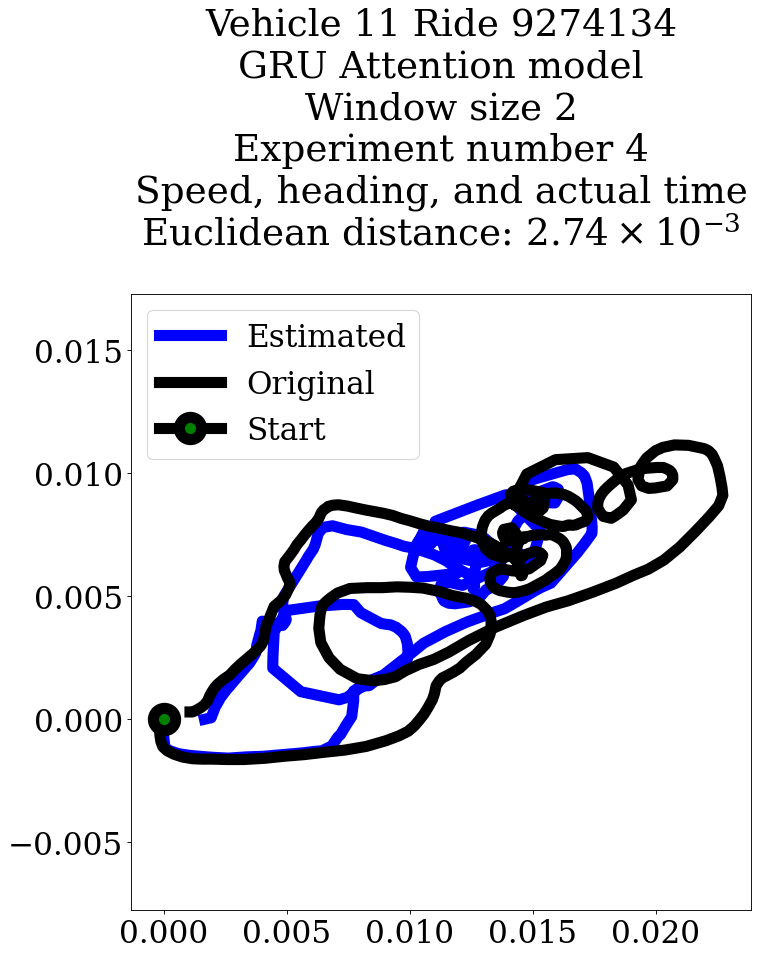 Vehicle 11 Ride 9274134
GRU Attention model
Window size 2
Experiment number 4
Speed, heading, and actual time
Euclidean distance: 2.74 × 10⁻³
Estimated
Original
Start
0.015
0.010
0.005
0.000
−0.005
0.000 0.005 0.010 0.015 0.020